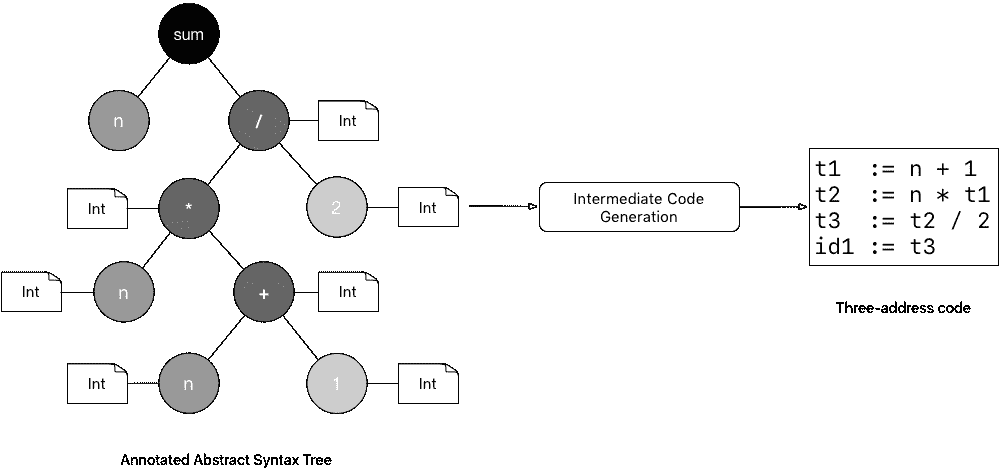 sum
n
/
Int
Int
*
2
Int
Int
n
+
Int
Int
n
1
Int
Annotated Abstract Syntax Tree
Intermediate Code
Generation
t1 := n + 1
t2 := n * t1
t3 := t2 / 2
id1 := t3
Three-address code